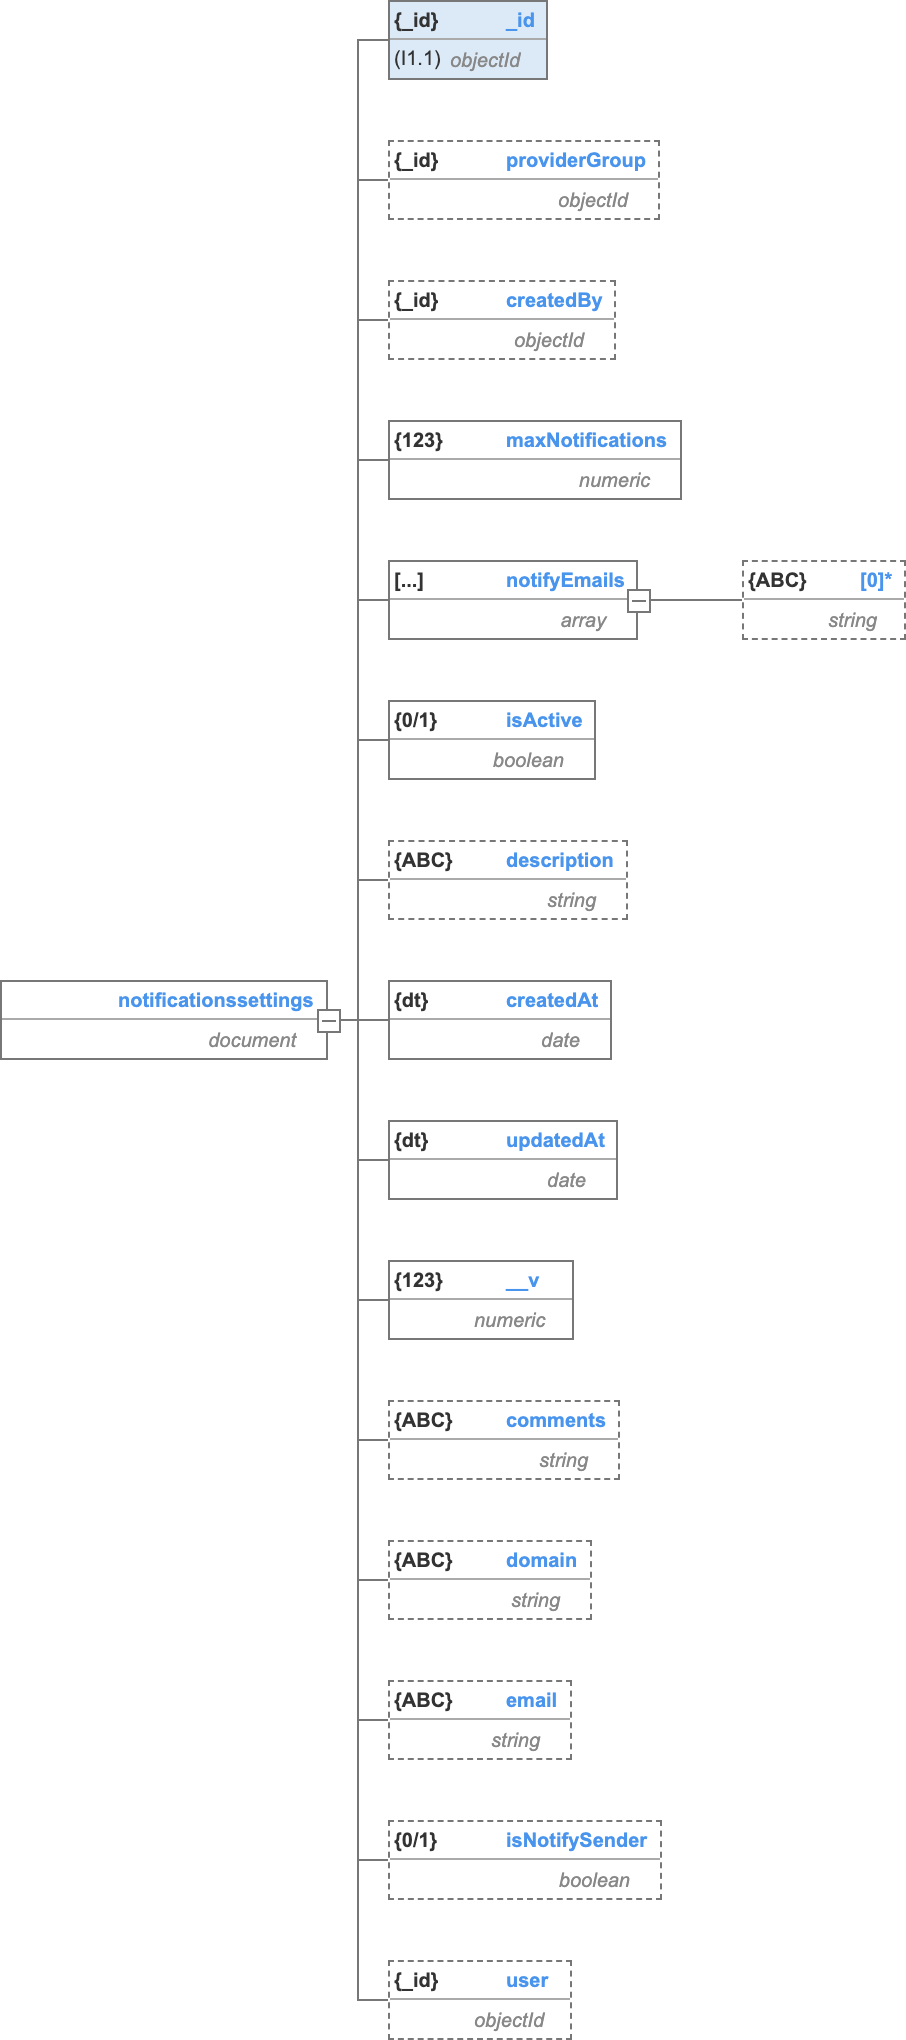 {_id} _id
(I1.1) objectId
{_id} providerGroup
objectId
{_id} createdBy
objectId
{123} maxNotifications
numeric
[...] notifyEmails
array
{ABC} [0]*
string
{0/1} isActive
boolean
{ABC} description
string
notificationssettings
document
{dt} createdAt
date
{dt} updatedAt
date
{123} __v
numeric
{ABC} comments
string
{ABC} domain
string
{ABC} email
string
{0/1} isNotifySender
boolean
{_id} user
objectId